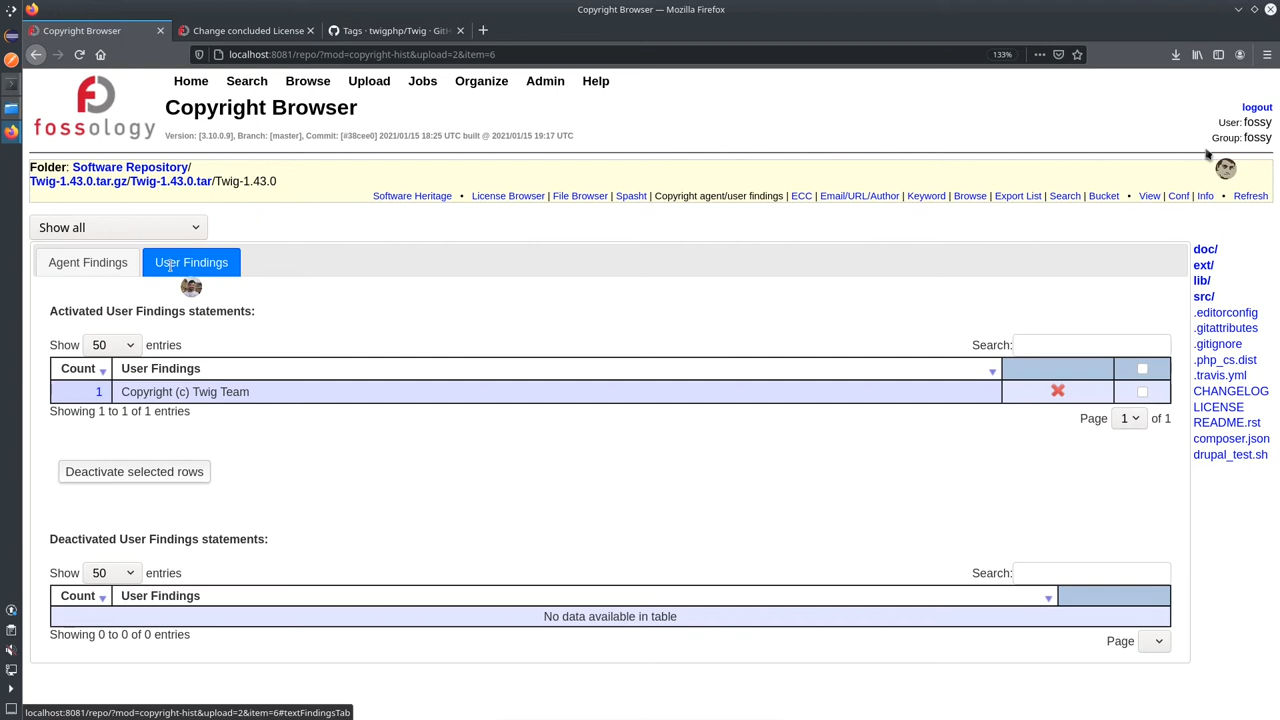 Copyright Browser — Mozilla Firefox
Copyright Browser
Change concluded License
Tags · twigphp/Twig · GitH
localhost:8081/repo/?mod=copyright-hist&upload=2&item=6
133%
Home Search Browse Upload Jobs Organize Admin Help
fossology
Copyright Browser
Version: [3.10.0.9], Branch: [master], Commit: [#38cee0] 2021/01/15 18:25 UTC built @ 2021/01/15 19:17 UTC
logout
User: fossy
Group: fossy
Folder: Software Repository/
Twig-1.43.0.tar.gz/Twig-1.43.0.tar/Twig-1.43.0
Software Heritage • License Browser | File Browser | Spasht | Copyright agent/user findings | ECC | Email/URL/Author | Keyword | Browse | Export List | Search | Bucket • View | Conf | Info • Refresh
Show all
Agent Findings
User Findings
Activated User Findings statements:
Show 50 entries
Search:
Count User Findings
1 Copyright (c) Twig Team
Showing 1 to 1 of 1 entries
Page 1 of 1
Deactivate selected rows
Deactivated User Findings statements:
Show 50 entries
Search:
Count User Findings
No data available in table
Showing 0 to 0 of 0 entries
Page
doc/
ext/
lib/
src/
.editorconfig
.gitattributes
.gitignore
.php_cs.dist
.travis.yml
CHANGELOG
LICENSE
README.rst
composer.json
drupal_test.sh
localhost:8081/repo/?mod=copyright-hist&upload=2&item=6#textFindingsTab